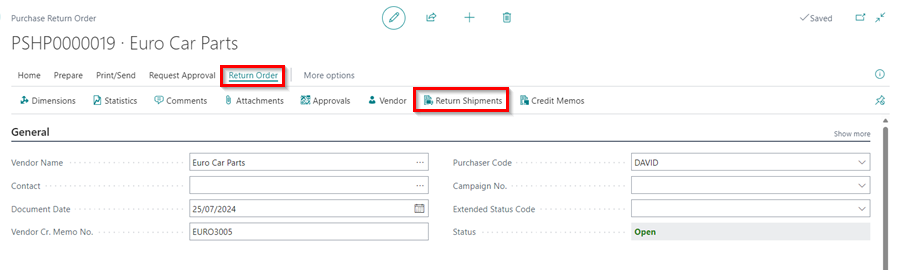 Purchase Return Order
Saved
PSHP0000019 · Euro Car Parts
Home Prepare Print/Send Request Approval Return Order More options
Dimensions Statistics Comments Attachments Approvals Vendor Return Shipments Credit Memos
General Show more
Vendor Name Euro Car Parts Purchaser Code DAVID
Contact Campaign No.
Document Date 25/07/2024 Extended Status Code
Vendor Cr. Memo No. EURO3005 Status Open